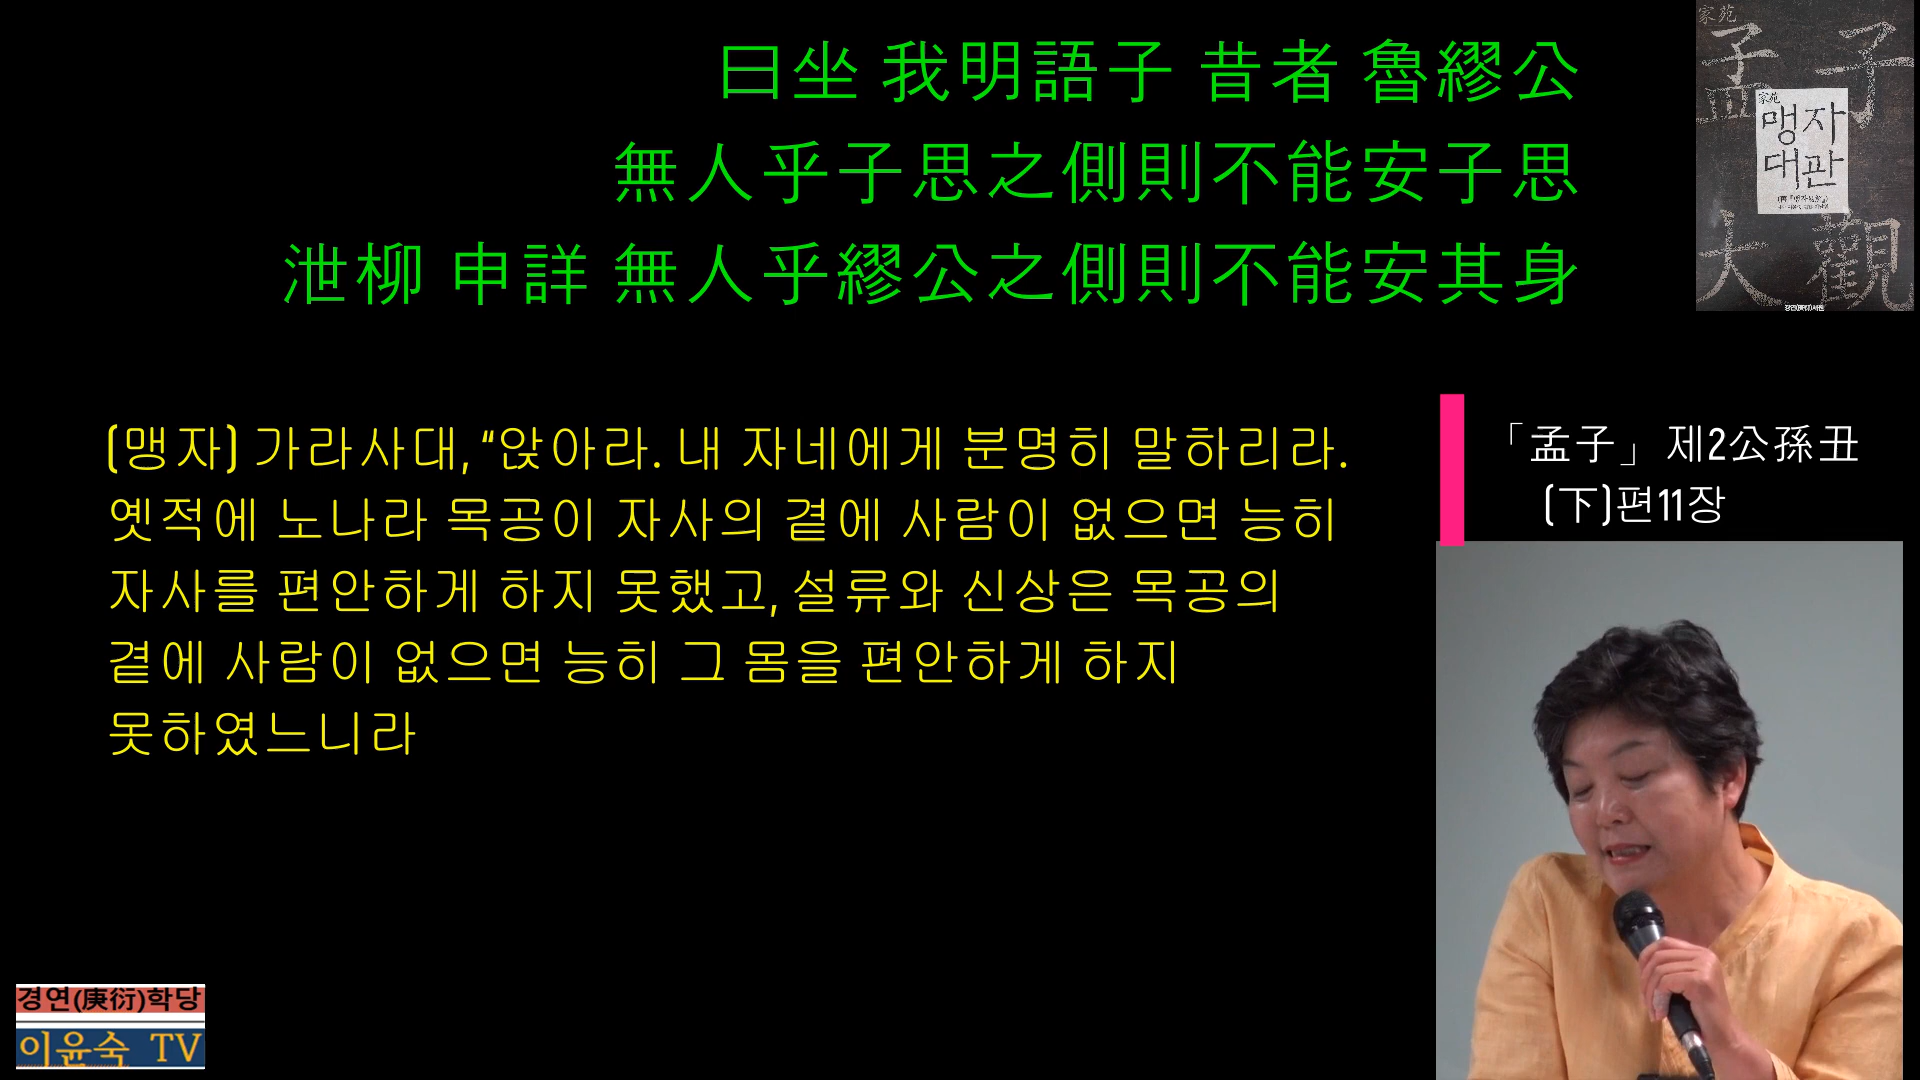 曰坐 我明語子 昔者 魯繆公
無人乎子思之側則不能安子思
泄柳 申詳 無人乎繆公之側則不能安其身
(맹자) 가라사대, “앉아라. 내 자네에게 분명히 말하리라.
옛적에 노나라 목공이 자사의 곁에 사람이 없으면 능히
자사를 편안하게 하지 못했고, 설류와 신상은 목공의
곁에 사람이 없으면 능히 그 몸을 편안하게 하지
못하였느니라
「孟子」 제2公孫丑
(下)편11장
家苑
孟子
家苑
맹자
대관
大觀
경연(庚衍)학당
이윤숙 TV